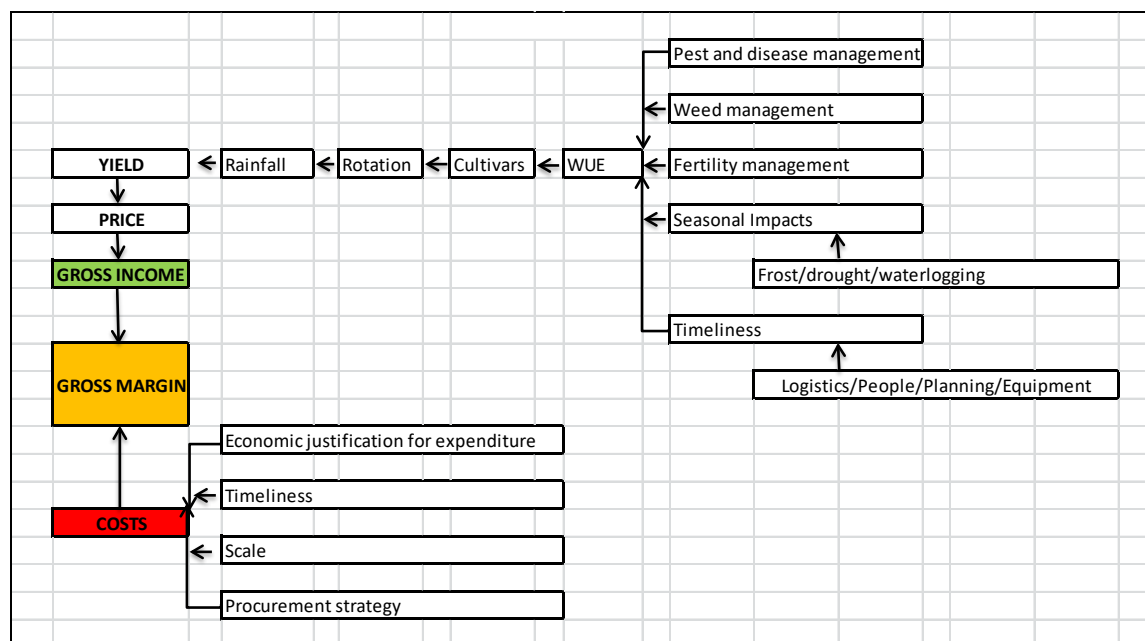 Pest and disease management
Weed management
YIELD
Rainfall
Rotation
Cultivars
WUE
Fertility management
PRICE
Seasonal Impacts
GROSS INCOME
Frost/drought/waterlogging
Timeliness
GROSS MARGIN
Logistics/People/Planning/Equipment
Economic justification for expenditure
Timeliness
COSTS
Scale
Procurement strategy